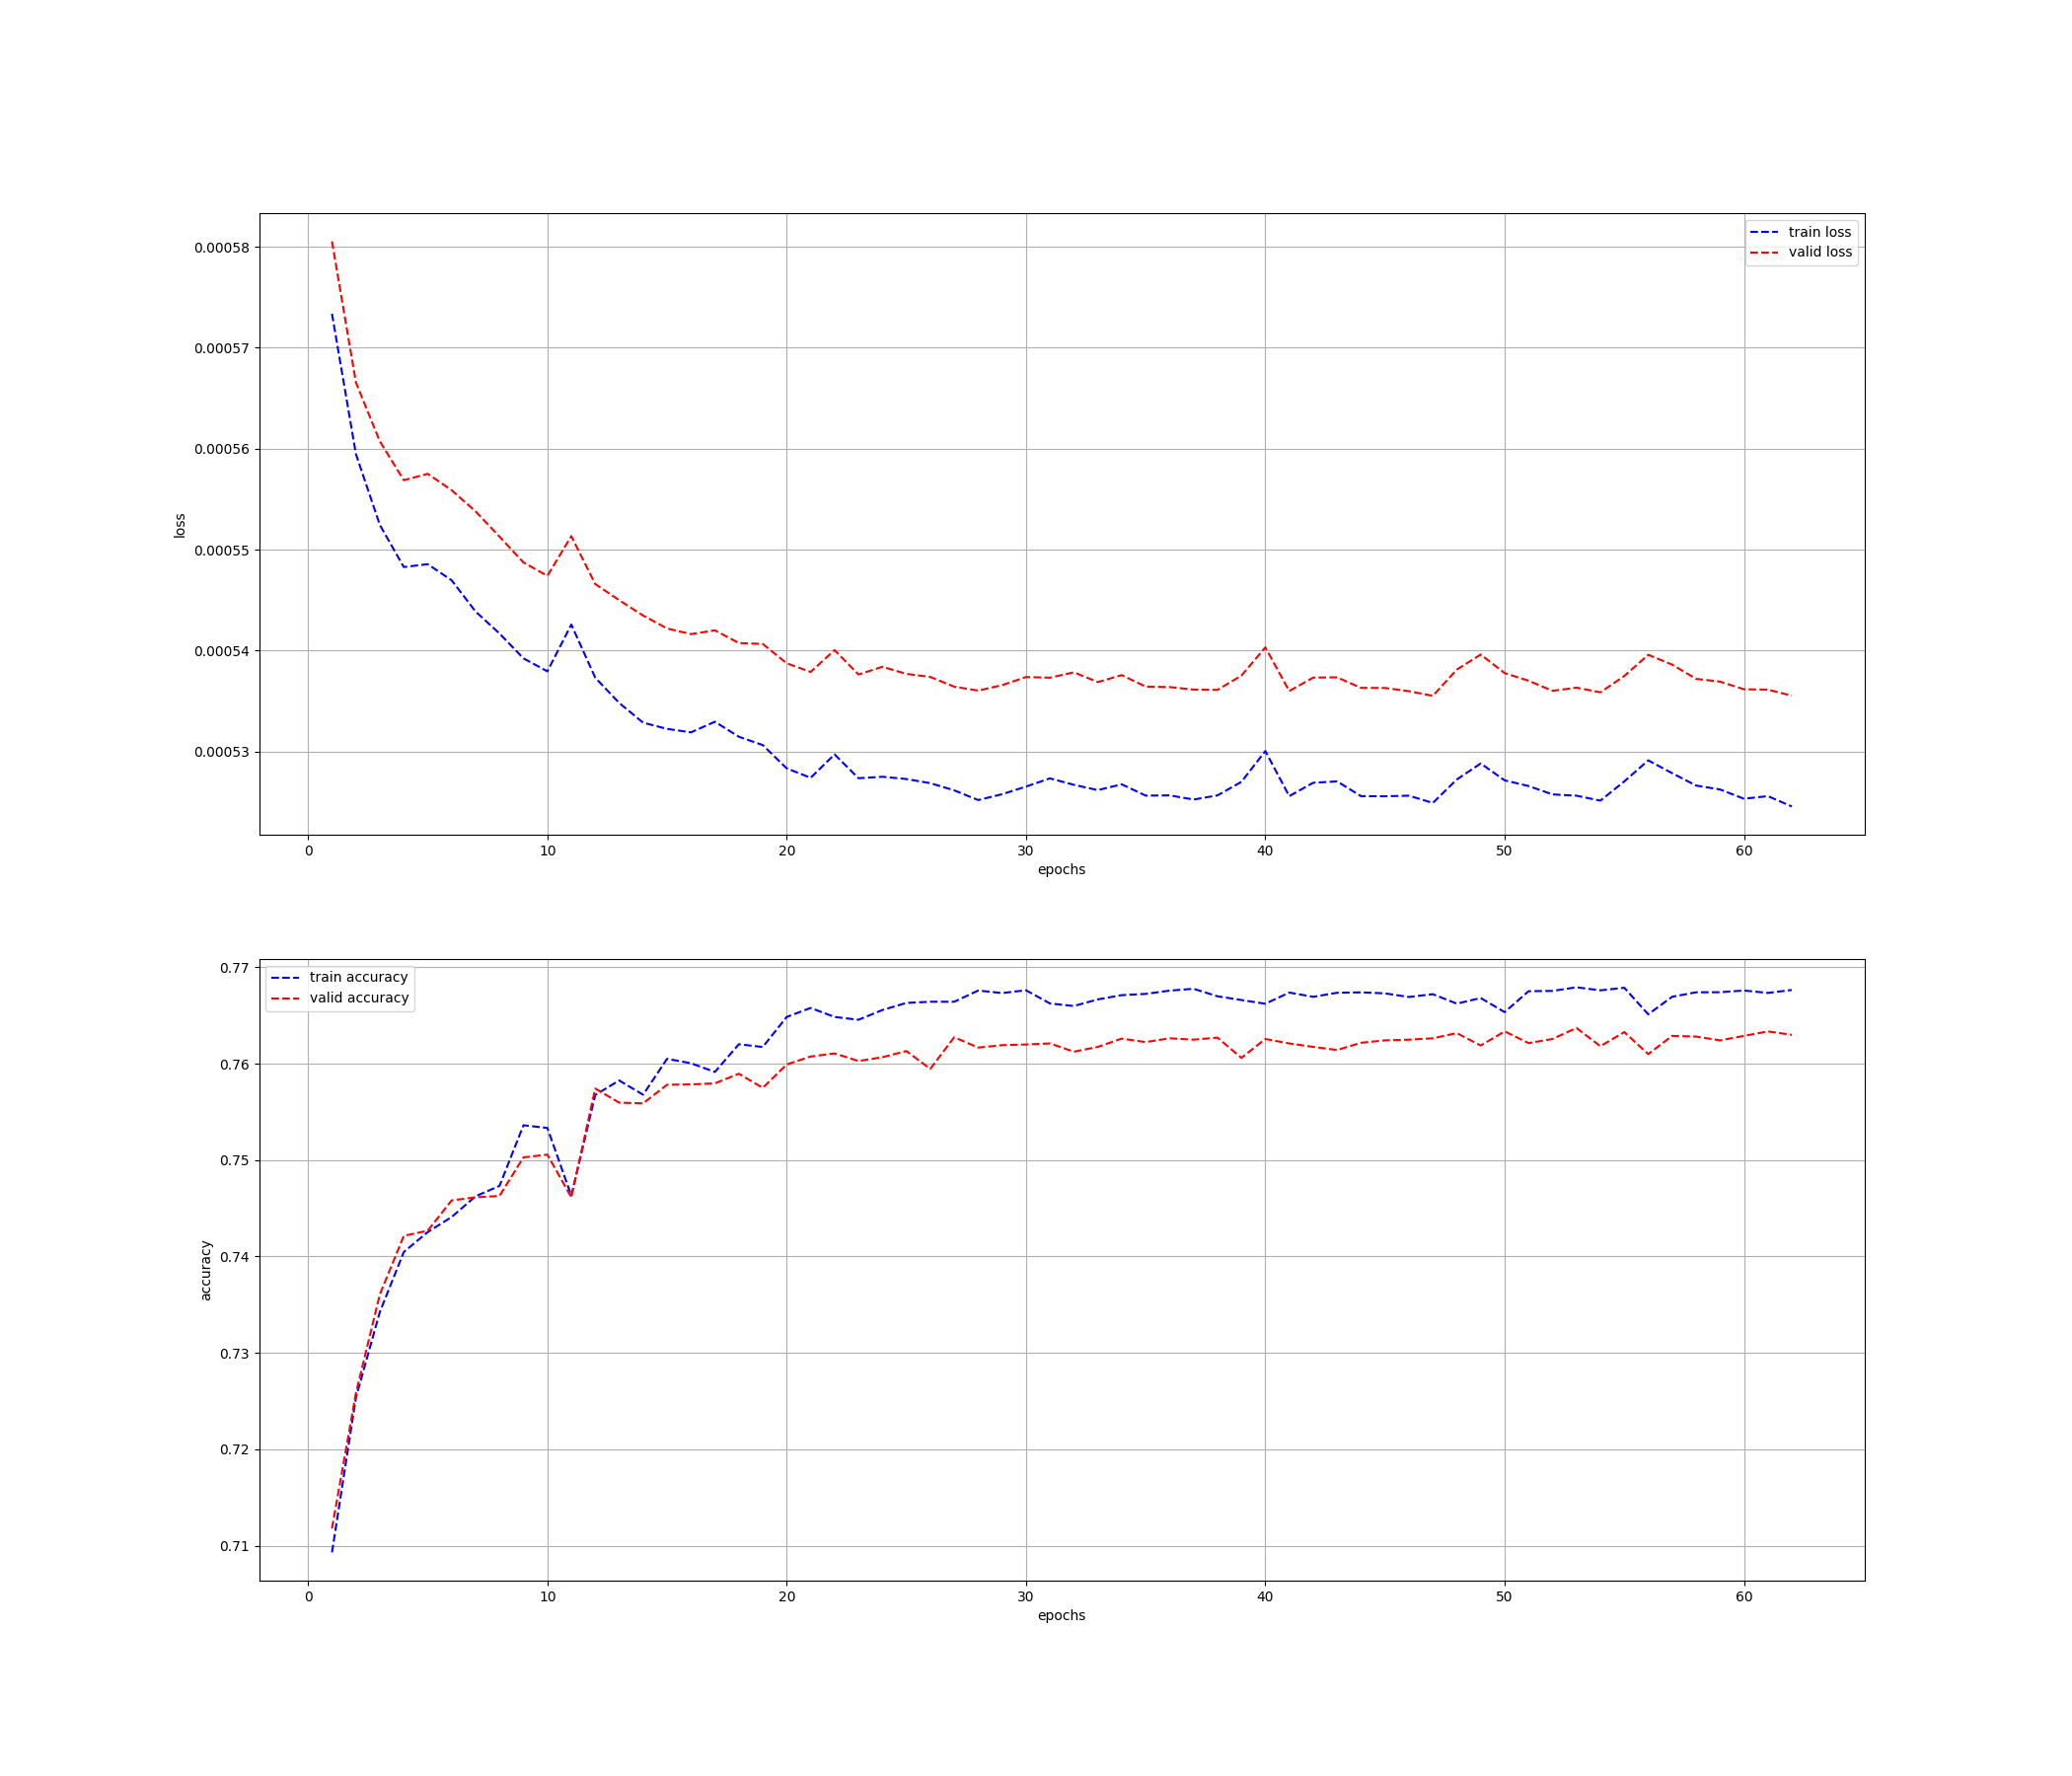 0.00058
0.00057
0.00056
0.00055
0.00054
0.00053
loss
train loss
valid loss
0 10 20 30 40 50 60
epochs
0.77
0.76
0.75
0.74
0.73
0.72
0.71
accuracy
train accuracy
valid accuracy
0 10 20 30 40 50 60
epochs